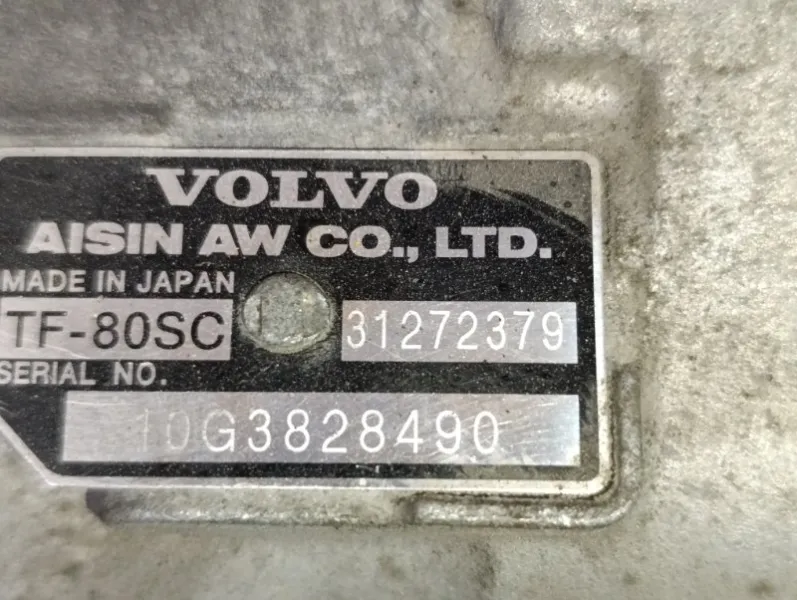 VOLVO
AISIN AW CO., LTD.
MADE IN JAPAN
TF-80SC 31272379
SERIAL NO.
10G3828490